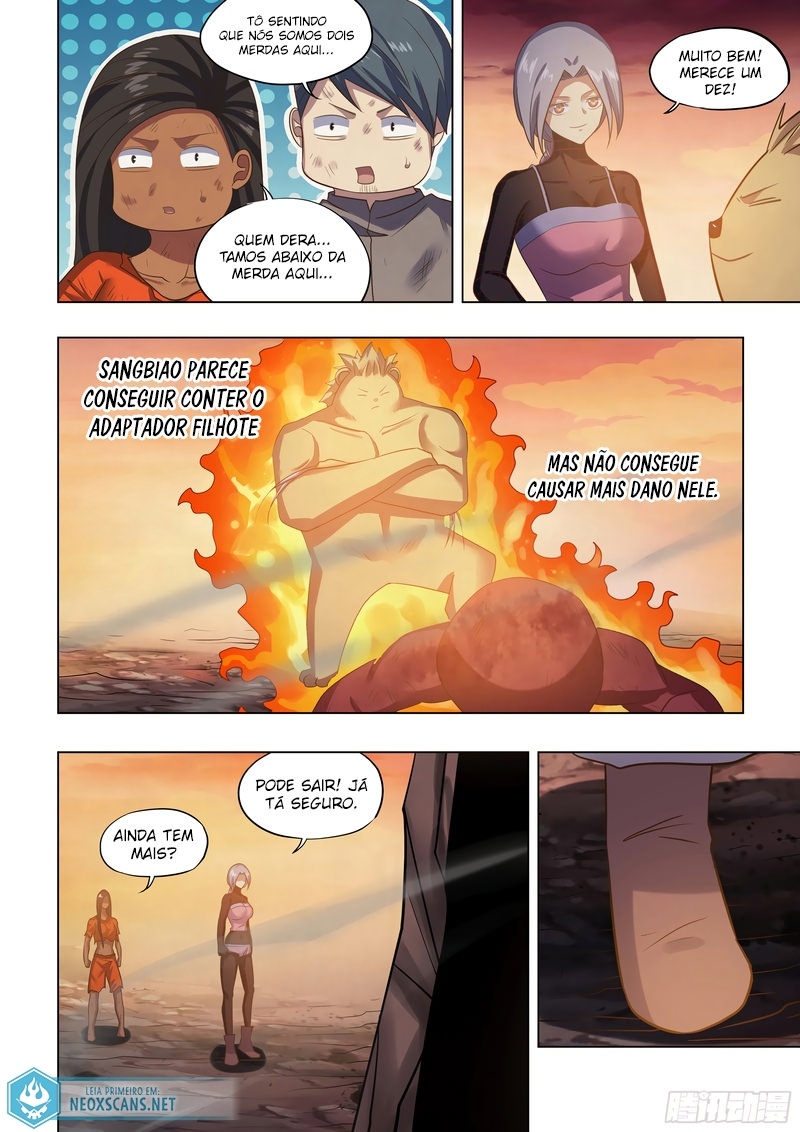 TÔ SENTINDO
QUE NÓS SOMOS DOIS
MERDAS AQUI...
QUEM DERA...
TAMOS ABAIXO DA
MERDA AQUI...
MUITO BEM!
MERECE UM
DEZ!
SANGBIAO PARECE
CONSEGUIR CONTER O
ADAPTADOR FILHOTE
MAS NÃO CONSEGUE
CAUSAR MAIS DANO NELE.
AINDA TEM
MAIS?
PODE SAIR! JÁ
TÁ SEGURO.
LEIA PRIMEIRO EM:
NEOXSCANS.NET
腾讯动漫